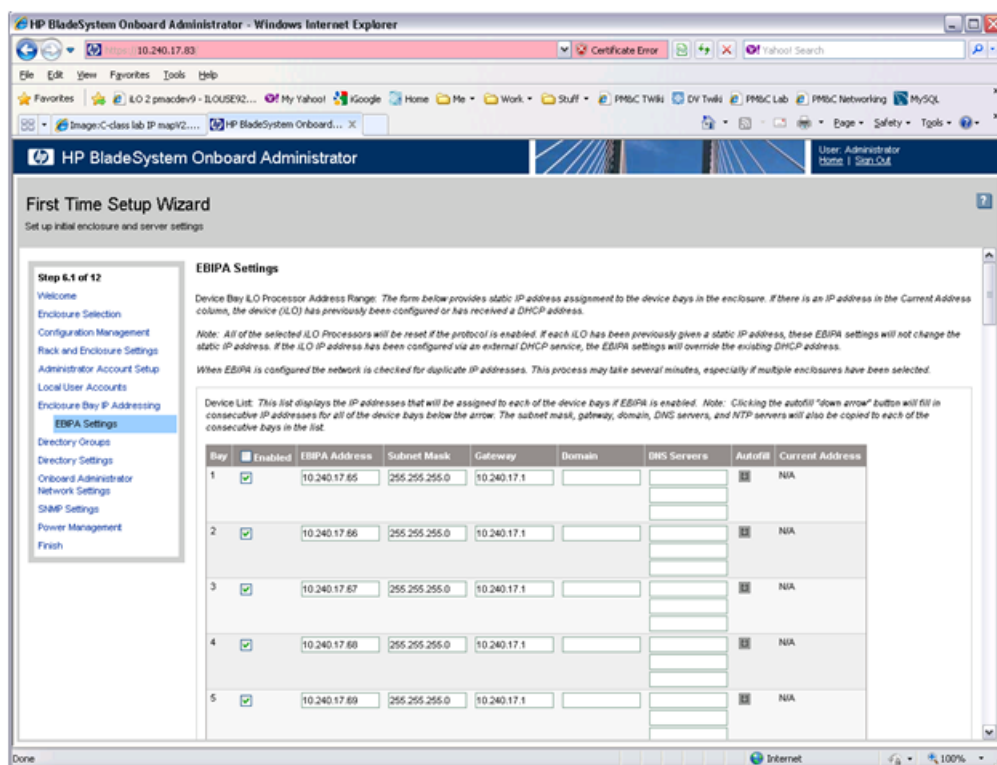 HP BladeSystem Onboard Administrator - Windows Internet Explorer
https://10.240.17.83/
Certificate Error
Yahoo! Search
File Edit View Favorites Tools Help
Favorites iLO 2 pmacdev9 - ILOUSE92... My Yahoo! iGoogle Home Me Work Stuff PM&C TWiki DV Twiki PM&C Lab PM&C Networking MySQL
Image:C-class lab IP mapV2.... HP BladeSystem Onboard... X Page Safety Tools
HP BladeSystem Onboard Administrator
User: Administrator
Home | Sign Out
First Time Setup Wizard
Set up initial enclosure and server settings
Step 6.1 of 12
Welcome
Enclosure Selection
Configuration Management
Rack and Enclosure Settings
Administrator Account Setup
Local User Accounts
Enclosure Bay IP Addressing
EBIPA Settings
Directory Groups
Directory Settings
Onboard Administrator
Network Settings
SNMP Settings
Power Management
Finish
EBIPA Settings
Device Bay iLO Processor Address Range: The form below provides static IP address assignment to the device bays in the enclosure. If there is an IP address in the Current Address
column, the device (iLO) has previously been configured or has received a DHCP address.
Note: All of the selected iLO Processors will be reset if the protocol is enabled. If each iLO has been previously given a static IP address, these EBIPA settings will not change the
static IP address. If the iLO IP address has been configured via an external DHCP service, the EBIPA settings will override the existing DHCP address.
When EBIPA is configured the network is checked for duplicate IP addresses. This process may take several minutes, especially if multiple enclosures have been selected.
Device List: This list displays the IP addresses that will be assigned to each of the device bays if EBIPA is enabled. Note: Clicking the autofill "down arrow" button will fill in
consecutive IP addresses for all of the device bays below the arrow. The subnet mask, gateway, domain, DNS servers, and NTP servers will also be copied to each of the
consecutive bays in the list.
Bay Enabled EBIPA Address Subnet Mask Gateway Domain DNS Servers Autofill Current Address
1 10.240.17.65 255.255.255.0 10.240.17.1 N/A
2 10.240.17.66 255.255.255.0 10.240.17.1 N/A
3 10.240.17.67 255.255.255.0 10.240.17.1 N/A
4 10.240.17.68 255.255.255.0 10.240.17.1 N/A
5 10.240.17.69 255.255.255.0 10.240.17.1 N/A
Done Internet 100%